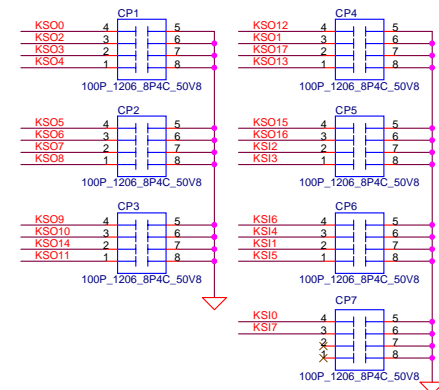 CP1
KSO0 4 5
KSO2 3 6
KSO3 2 7
KSO4 1 8
100P_1206_8P4C_50V8
CP2
KSO5 4 5
KSO6 3 6
KSO7 2 7
KSO8 1 8
100P_1206_8P4C_50V8
CP3
KSO9 4 5
KSO10 3 6
KSO14 2 7
KSO11 1 8
100P_1206_8P4C_50V8
CP4
KSO12 4 5
KSO1 3 6
KSO17 2 7
KSO13 1 8
100P_1206_8P4C_50V8
CP5
KSO15 4 5
KSO16 3 6
KSI2 2 7
KSI3 1 8
100P_1206_8P4C_50V8
CP6
KSI6 4 5
KSI4 3 6
KSI1 2 7
KSI5 1 8
100P_1206_8P4C_50V8
CP7
KSI0 4 5
KSI7 3 6
2 7
1 8
100P_1206_8P4C_50V8